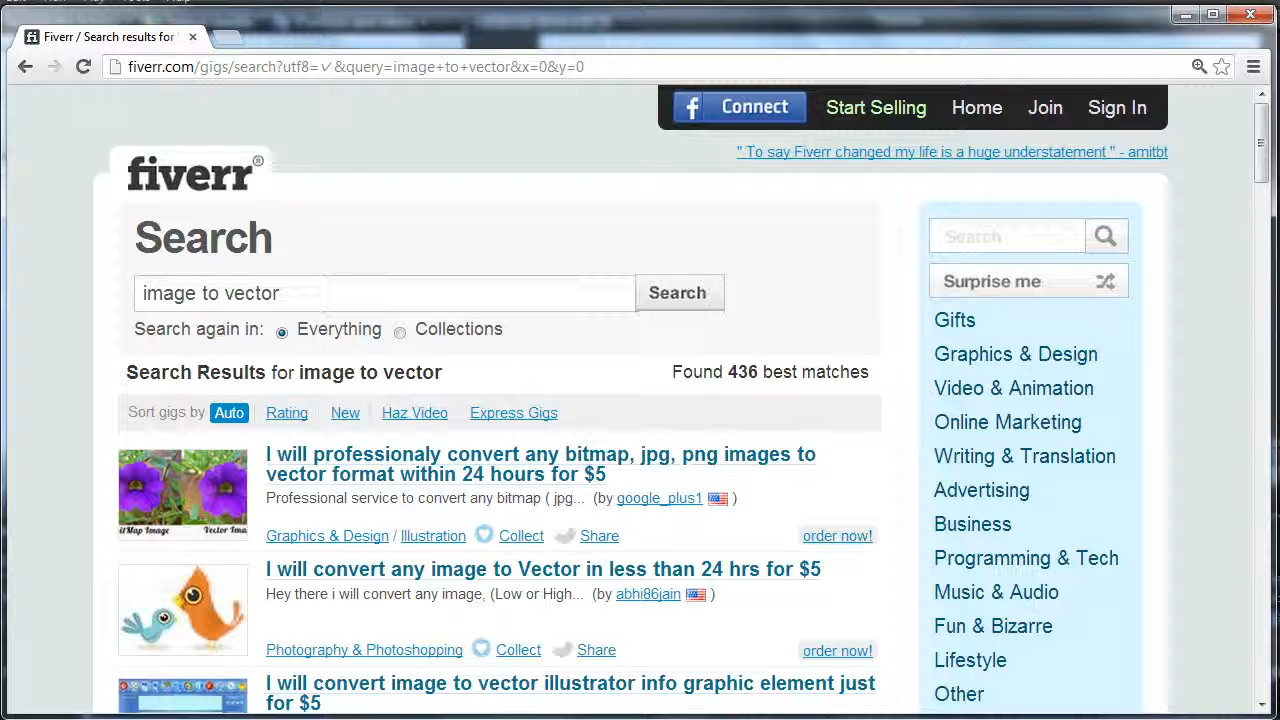 Fiverr / Search results for
fiverr.com/gigs/search?utf8=✓&query=image+to+vector&x=0&y=0
f Connect Start Selling Home Join Sign In
" To say Fiverr changed my life is a huge understatement " - amitbt
fiverr®
Search
image to vector Search
Search again in: Everything Collections
Search Results for image to vector Found 436 best matches
Sort gigs by Auto Rating New Haz Video Express Gigs
I will professionaly convert any bitmap, jpg, png images to
vector format within 24 hours for $5
Professional service to convert any bitmap ( jpg... (by google_plus1 )
Graphics & Design / Illustration Collect Share order now!
I will convert any image to Vector in less than 24 hrs for $5
Hey there i will convert any image, (Low or High... (by abhi86jain )
Photography & Photoshopping Collect Share order now!
I will convert image to vector illustrator info graphic element just
for $5
Search
Surprise me
Gifts
Graphics & Design
Video & Animation
Online Marketing
Writing & Translation
Advertising
Business
Programming & Tech
Music & Audio
Fun & Bizarre
Lifestyle
Other